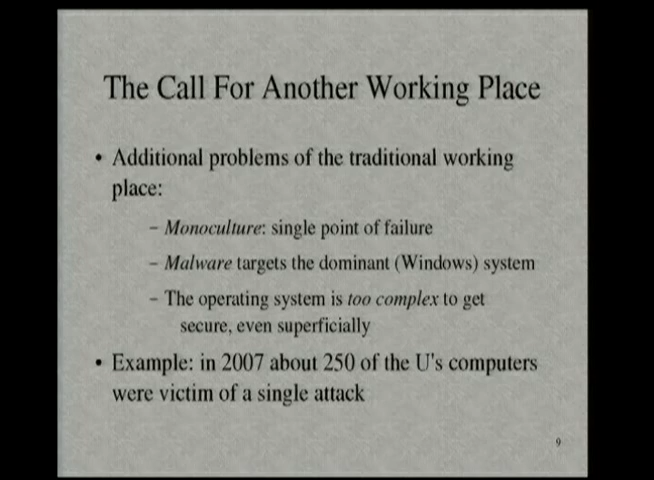 The Call For Another Working Place
• Additional problems of the traditional working
place:
– Monoculture: single point of failure
– Malware targets the dominant (Windows) system
– The operating system is too complex to get
secure, even superficially
• Example: in 2007 about 250 of the U's computers
were victim of a single attack
9